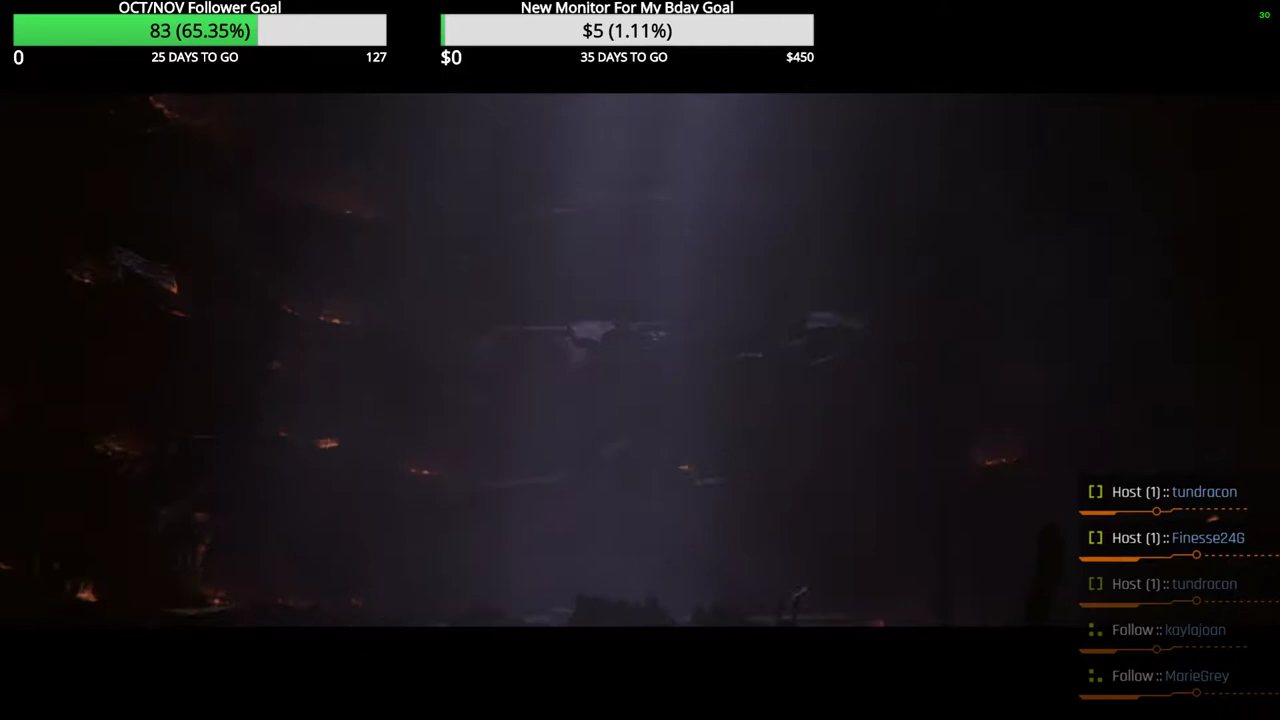 OCT/NOV Follower Goal
83 (65.35%)
0
25 DAYS TO GO
127
New Monitor For My Bday Goal
$5 (1.11%)
$0
35 DAYS TO GO
$450
30
Host (1) :: tundracon
Host (1) :: Finesse24G
Host (1) :: tundracon
Follow :: kaylajoan
Follow :: MarieGrey